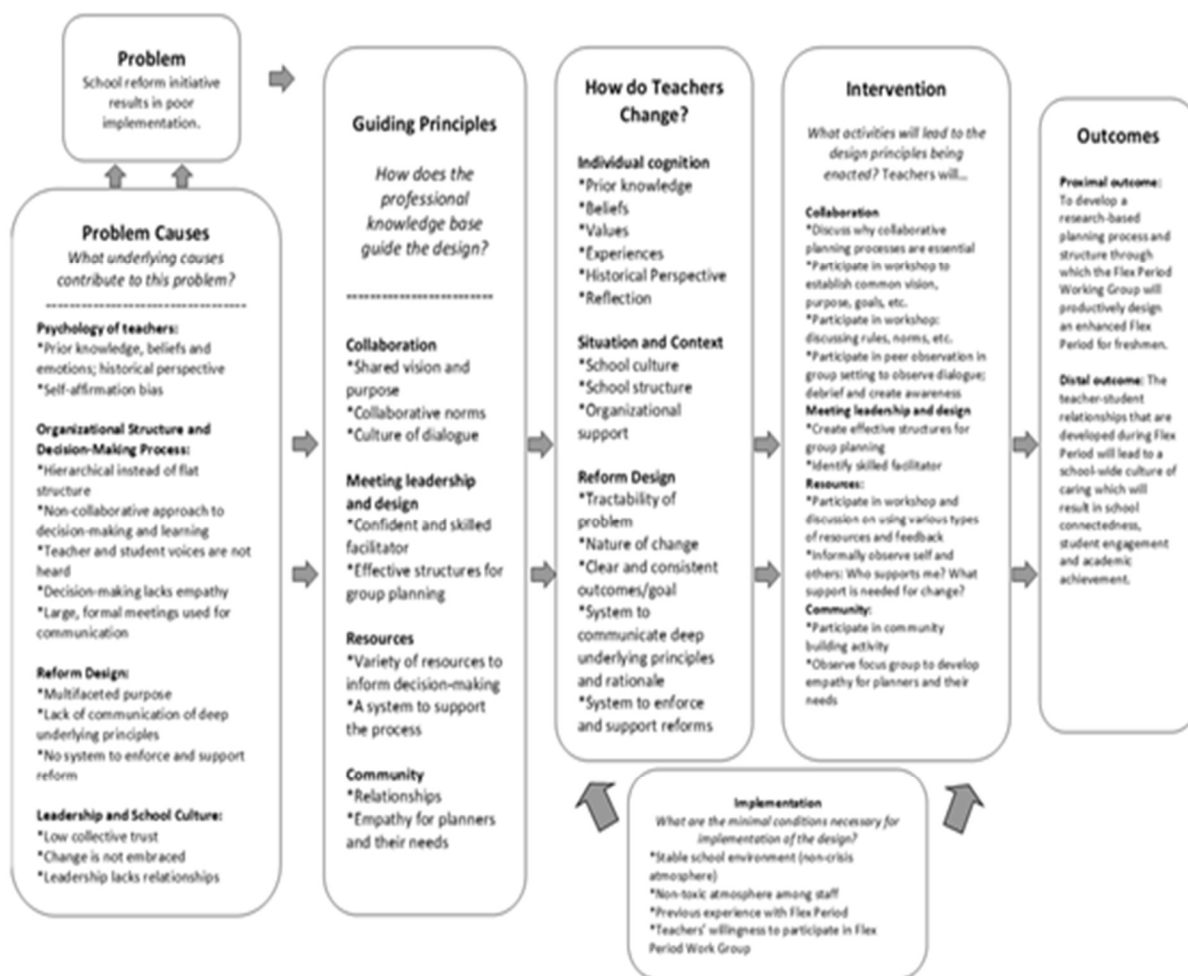 Problem
School reform initiative
results in poor
implementation.
Problem Causes
What underlying causes
contribute to this problem?
--------------------------------
Psychology of teachers:
*Prior knowledge, beliefs and
emotions; historical perspective
*Self-affirmation bias
Organizational Structure and
Decision-Making Process:
*Hierarchical instead of flat
structure
*Non-collaborative approach to
decision-making and learning
*Teacher and student voices are not
heard
*Decision-making lacks empathy
*Large, formal meetings used for
communication
Reform Design:
*Multifaceted purpose
*Lack of communication of deep
underlying principles
*No system to enforce and support
reform
Leadership and School Culture:
*Low collective trust
*Change is not embraced
*Leadership lacks relationships
Guiding Principles
How does the
professional
knowledge base
guide the design?
-----------------------
Collaboration
*Shared vision and
purpose
*Collaborative norms
*Culture of dialogue
Meeting leadership
and design
*Confident and skilled
facilitator
*Effective structures for
group planning
Resources
*Variety of resources to
inform decision-making
*A system to support
the process
Community
*Relationships
*Empathy for planners
and their needs
How do Teachers
Change?
Individual cognition
*Prior knowledge
*Beliefs
*Values
*Experiences
*Historical Perspective
*Reflection
Situation and Context
*School culture
*School structure
*Organizational
support
Reform Design
*Tractability of
problem
*Nature of change
*Clear and consistent
outcomes/goal
*System to
communicate deep
underlying principles
and rationale
*System to enforce
and support reforms
Intervention
What activities will lead to the
design principles being
enacted? Teachers will...
Collaboration
*Discuss why collaborative
planning processes are essential
*Participate in workshop to
establish common vision,
purpose, goals, etc.
*Participate in workshop:
discussing rules, norms, etc.
*Participate in peer observation in
group setting to observe dialogue;
debrief and create awareness
Meeting leadership and design
*Create effective structures for
group planning
*Identify skilled facilitator
Resources:
*Participate in workshop and
discussion on using various types
of resources and feedback
*Informally observe self and
others: Who supports me? What
support is needed for change?
Community:
*Participate in community
building activity
*Observe focus group to develop
empathy for planners and their
needs
Outcomes
Proximal outcome:
To develop a
research-based
planning process and
structure through
which the Flex Period
Working Group will
productively design
an enhanced Flex
Period for freshmen.
Distal outcome: The
teacher-student
relationships that are
developed during Flex
Period will lead to a
school-wide culture of
caring which will
result in school
connectedness,
student engagement
and academic
achievement.
Implementation
What are the minimal conditions necessary for
implementation of the design?
*Stable school environment (non-crisis
atmosphere)
*Non-toxic atmosphere among staff
*Previous experience with Flex Period
*Teachers' willingness to participate in Flex
Period Work Group